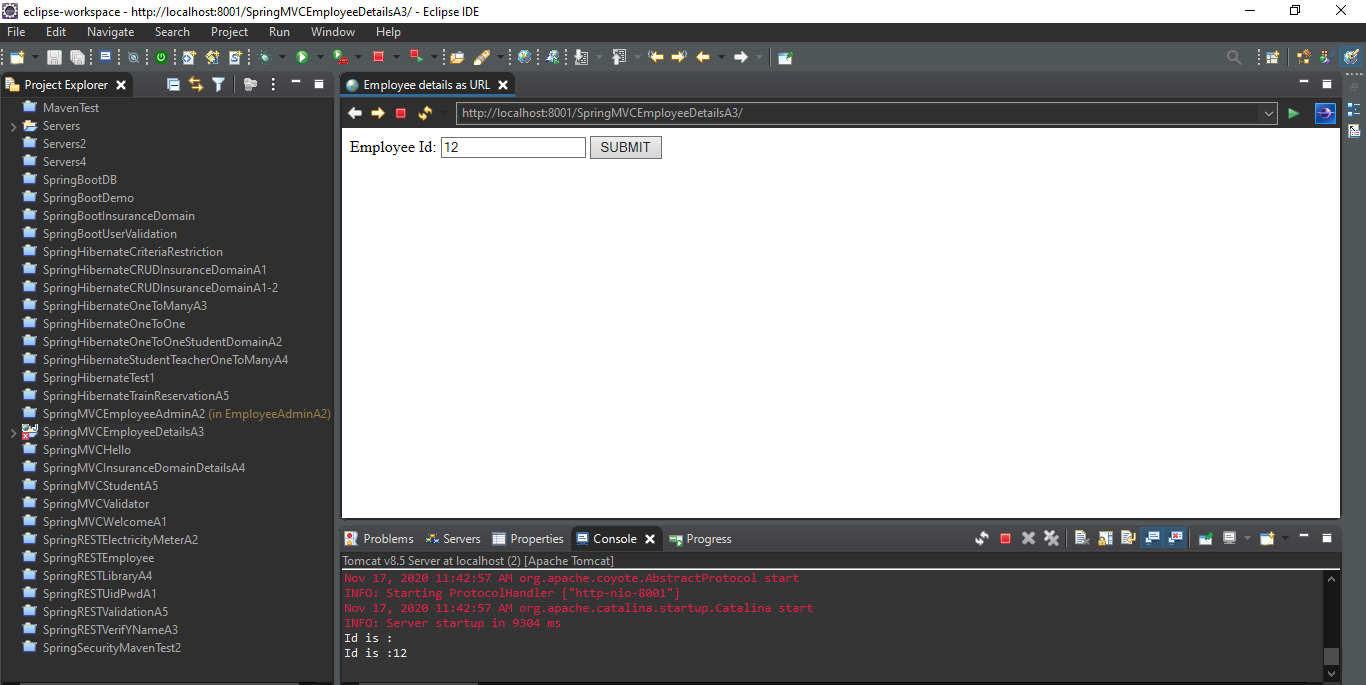 eclipse-workspace - http://localhost:8001/SpringMVCEmployeeDetailsA3/ - Eclipse IDE
File Edit Navigate Search Project Run Window Help
Project Explorer
MavenTest
Servers
Servers2
Servers4
SpringBootDB
SpringBootDemo
SpringBootInsuranceDomain
SpringBootUserValidation
SpringHibernateCriteriaRestriction
SpringHibernateCRUDInsuranceDomainA1
SpringHibernateCRUDInsuranceDomainA1-2
SpringHibernateOneToManyA3
SpringHibernateOneToOne
SpringHibernateOneToOneStudentDomainA2
SpringHibernateStudentTeacherOneToManyA4
SpringHibernateTest1
SpringHibernateTrainReservationA5
SpringMVCEmployeeAdminA2 (in EmployeeAdminA2)
SpringMVCEmployeeDetailsA3
SpringMVCHello
SpringMVCInsuranceDomainDetailsA4
SpringMVCStudentA5
SpringMVCValidator
SpringMVCWelcomeA1
SpringRESTElectricityMeterA2
SpringRESTEmployee
SpringRESTLibraryA4
SpringRESTUidPwdA1
SpringRESTValidationA5
SpringRESTVerifYNameA3
SpringSecurityMavenTest2
Employee details as URL
http://localhost:8001/SpringMVCEmployeeDetailsA3/
Employee Id: 12 SUBMIT
Problems Servers Properties Console Progress
Tomcat v8.5 Server at localhost (2) [Apache Tomcat]
Nov 17, 2020 11:42:57 AM org.apache.coyote.AbstractProtocol start
INFO: Starting ProtocolHandler ["http-nio-8001"]
Nov 17, 2020 11:42:57 AM org.apache.catalina.startup.Catalina start
INFO: Server startup in 9304 ms
Id is :
Id is :12